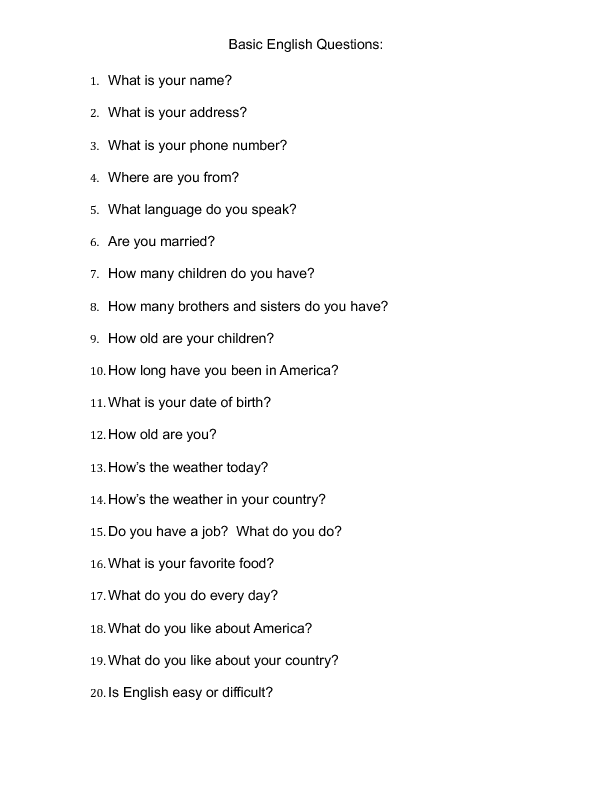 Basic English Questions:
1. What is your name?
2. What is your address?
3. What is your phone number?
4. Where are you from?
5. What language do you speak?
6. Are you married?
7. How many children do you have?
8. How many brothers and sisters do you have?
9. How old are your children?
10. How long have you been in America?
11. What is your date of birth?
12. How old are you?
13. How’s the weather today?
14. How’s the weather in your country?
15. Do you have a job?  What do you do?
16. What is your favorite food?
17. What do you do every day?
18. What do you like about America?
19. What do you like about your country?
20. Is English easy or difficult?